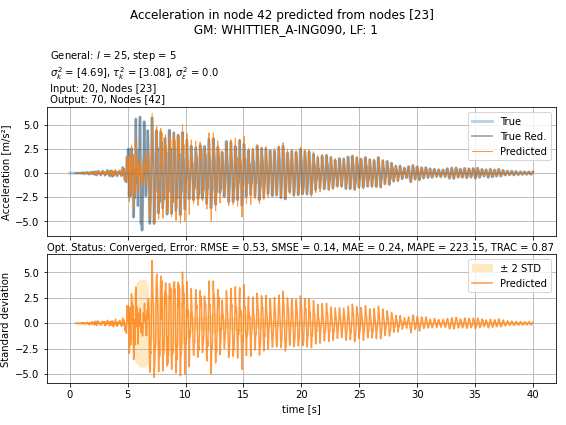 Acceleration in node 42 predicted from nodes [23]
GM: WHITTIER_A-ING090, LF: 1
General: l = 25, step = 5
σ²ₖ = [4.69], τ²ₖ = [3.08], σ²ε = 0.0
Input: 20, Nodes [23]
Output: 70, Nodes [42]
Acceleration [m/s²]
5.0
2.5
0.0
−2.5
−5.0
True
True Red.
Predicted
Opt. Status: Converged, Error: RMSE = 0.53, SMSE = 0.14, MAE = 0.24, MAPE = 223.15, TRAC = 0.87
Standard deviation
5.0
2.5
0.0
−2.5
−5.0
± 2 STD
Predicted
0 5 10 15 20 25 30 35 40
time [s]